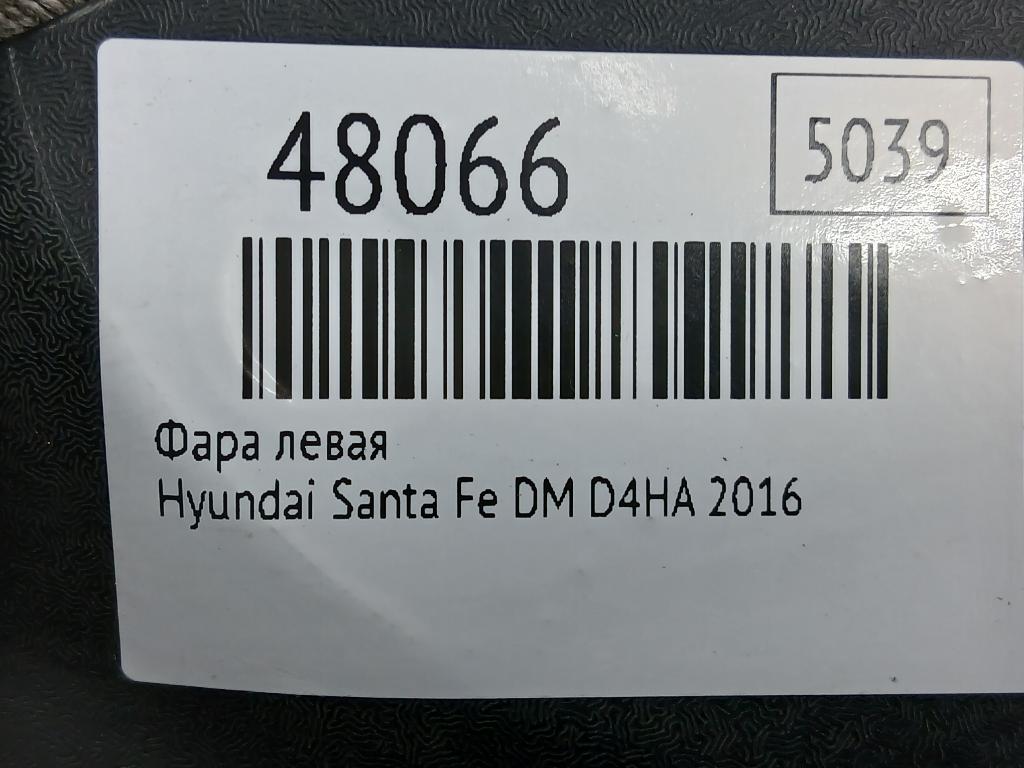 48066
5039
Фара левая
Hyundai Santa Fe DM D4HA 2016